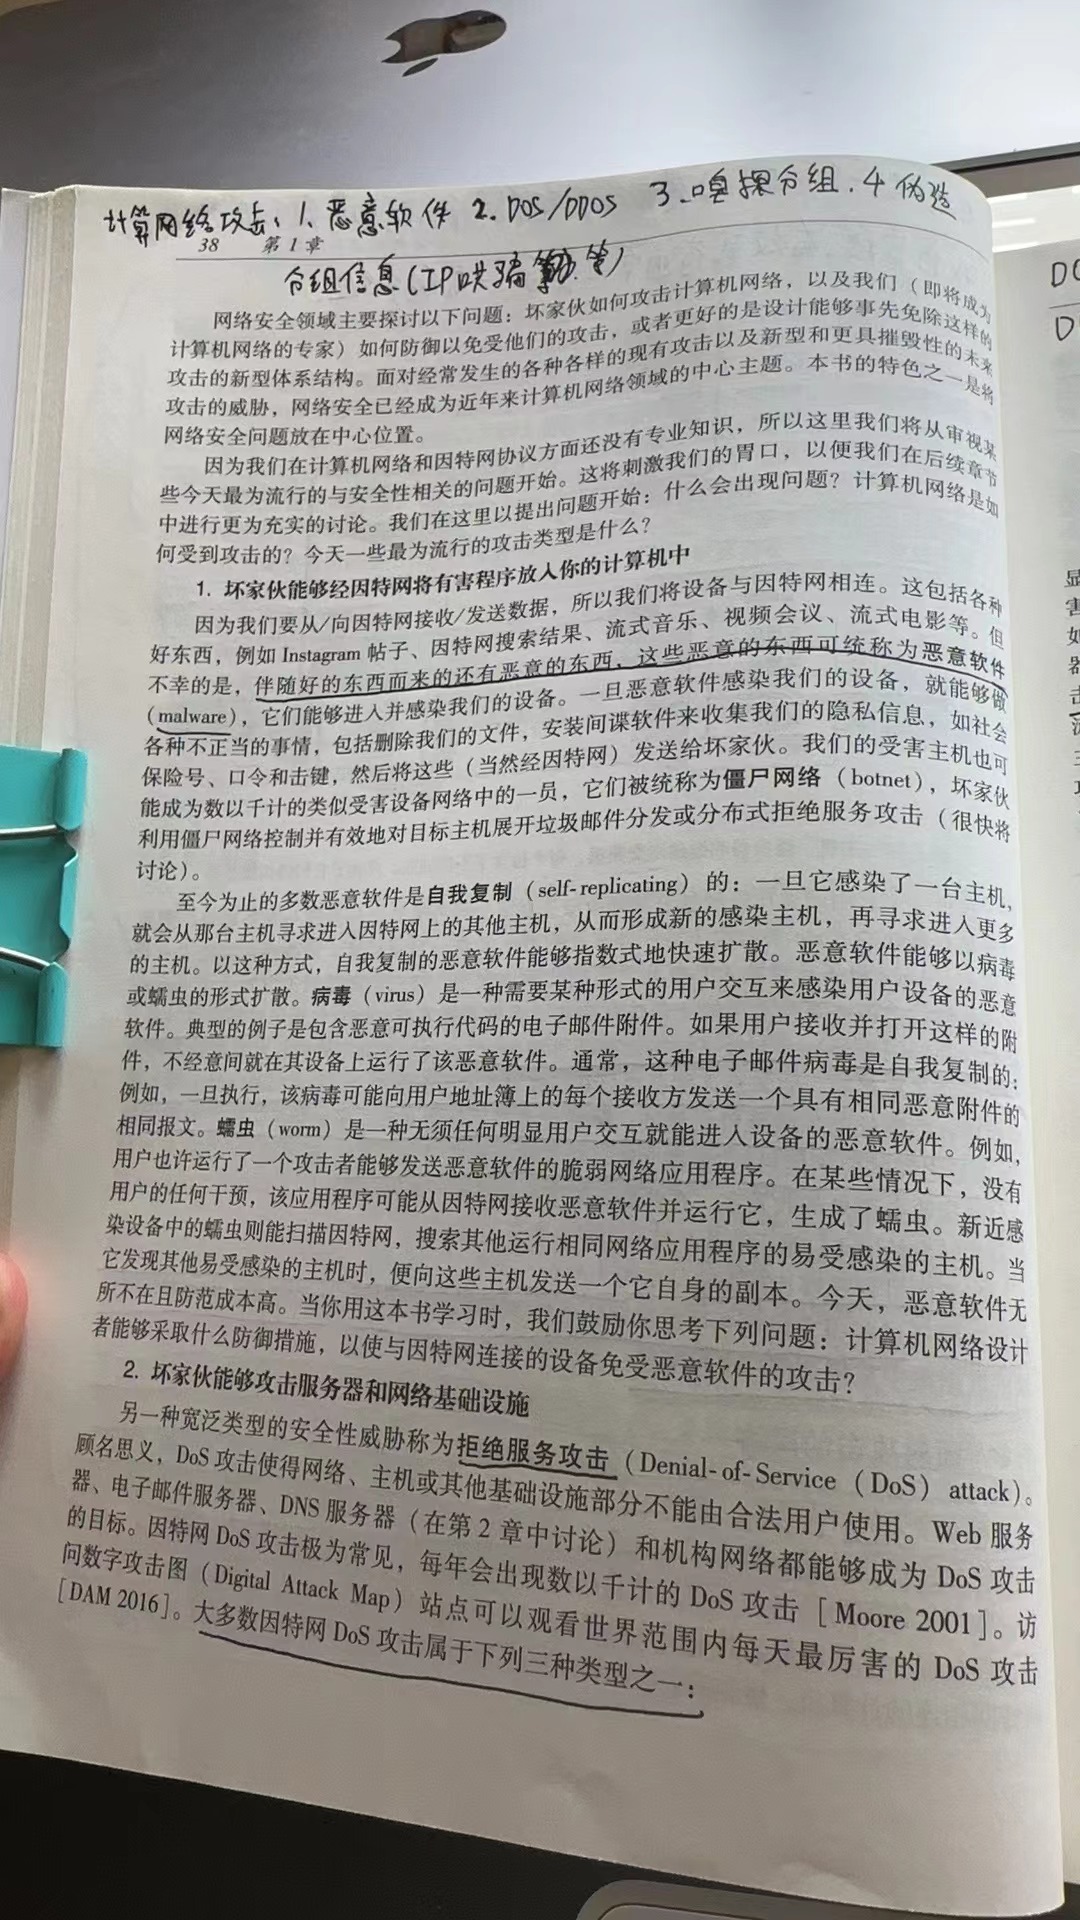 计算网络攻击：1.恶意软件 2.DOS/DDOS 3.嗅探分组.4伪造
38 第1章
分组信息(IP哄骗 等)
网络安全领域主要探讨以下问题：坏家伙如何攻击计算机网络，以及我们（即将成为
计算机网络的专家）如何防御以免受他们的攻击，或者更好的是设计能够事先免除这样的
攻击的新型体系结构。面对经常发生的各种各样的现有攻击以及新型和更具摧毁性的未来
攻击的威胁，网络安全已经成为近年来计算机网络领域的中心主题。本书的特色之一是将
网络安全问题放在中心位置。
因为我们在计算机网络和因特网协议方面还没有专业知识，所以这里我们将从审视某
些今天最为流行的与安全性相关的问题开始。这将刺激我们的胃口，以便我们在后续章节
中进行更为充实的讨论。我们在这里以提出问题开始：什么会出现问题？计算机网络是如
何受到攻击的？今天一些最为流行的攻击类型是什么？
1. 坏家伙能够经因特网将有害程序放入你的计算机中
因为我们要从/向因特网接收/发送数据，所以我们将设备与因特网相连。这包括各种
好东西，例如 Instagram 帖子、因特网搜索结果、流式音乐、视频会议、流式电影等。但
不幸的是，伴随好的东西而来的还有恶意的东西，这些恶意的东西可统称为恶意软件
（malware），它们能够进入并感染我们的设备。一旦恶意软件感染我们的设备，就能够做
各种不正当的事情，包括删除我们的文件，安装间谍软件来收集我们的隐私信息，如社会
保险号、口令和击键，然后将这些（当然经因特网）发送给坏家伙。我们的受害主机也可
能成为数以千计的类似受害设备网络中的一员，它们被统称为僵尸网络（botnet），坏家伙
利用僵尸网络控制并有效地对目标主机展开垃圾邮件分发或分布式拒绝服务攻击（很快将
讨论）。
至今为止的多数恶意软件是自我复制（self-replicating）的：一旦它感染了一台主机，
就会从那台主机寻求进入因特网上的其他主机，从而形成新的感染主机，再寻求进入更多
的主机。以这种方式，自我复制的恶意软件能够指数式地快速扩散。恶意软件能够以病毒
或蠕虫的形式扩散。病毒（virus）是一种需要某种形式的用户交互来感染用户设备的恶意
软件。典型的例子是包含恶意可执行代码的电子邮件附件。如果用户接收并打开这样的附
件，不经意间就在其设备上运行了该恶意软件。通常，这种电子邮件病毒是自我复制的：
例如，一旦执行，该病毒可能向用户地址簿上的每个接收方发送一个具有相同恶意附件的
相同报文。蠕虫（worm）是一种无须任何明显用户交互就能进入设备的恶意软件。例如，
用户也许运行了一个攻击者能够发送恶意软件的脆弱网络应用程序。在某些情况下，没有
用户的任何干预，该应用程序可能从因特网接收恶意软件并运行它，生成了蠕虫。新近感
染设备中的蠕虫则能扫描因特网，搜索其他运行相同网络应用程序的易受感染的主机。当
它发现其他易受感染的主机时，便向这些主机发送一个它自身的副本。今天，恶意软件无
所不在且防范成本高。当你用这本书学习时，我们鼓励你思考下列问题：计算机网络设计
者能够采取什么防御措施，以使与因特网连接的设备免受恶意软件的攻击？
2. 坏家伙能够攻击服务器和网络基础设施
另一种宽泛类型的安全性威胁称为拒绝服务攻击（Denial-of-Service（DoS）attack）。
顾名思义，DoS 攻击使得网络、主机或其他基础设施部分不能由合法用户使用。Web 服务
器、电子邮件服务器、DNS 服务器（在第 2 章中讨论）和机构网络都能够成为 DoS 攻击
的目标。因特网 DoS 攻击极为常见，每年会出现数以千计的 DoS 攻击［Moore 2001］。访
问数字攻击图（Digital Attack Map）站点可以观看世界范围内每天最厉害的 DoS 攻击
［DAM 2016］。大多数因特网 DoS 攻击属于下列三种类型之一：
显
害
如
器
击